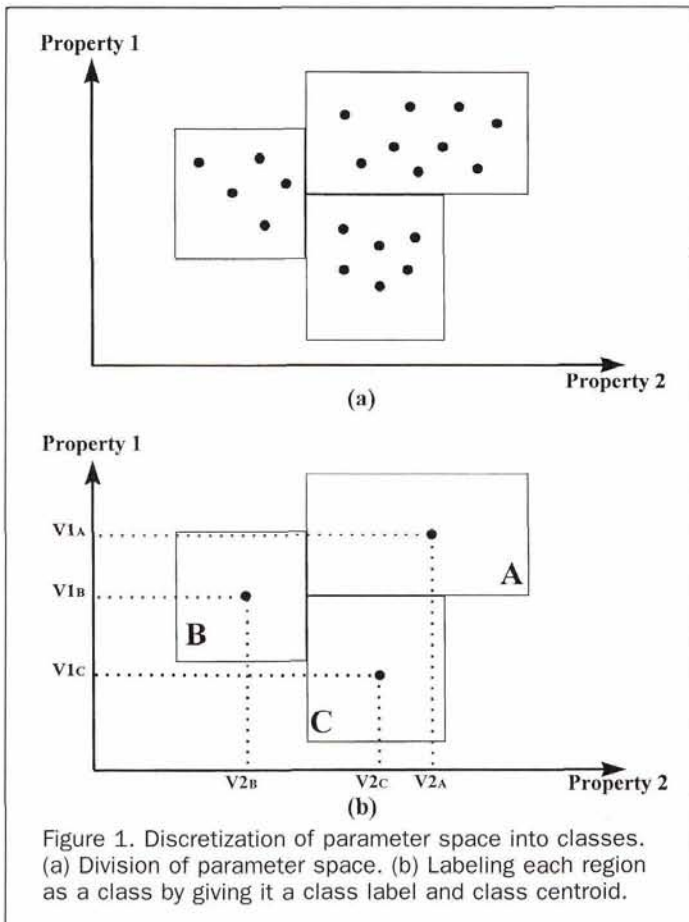 Property 1
Property 2
(a)
Property 1
V1A
A
V1B
B
V1C
C
V2B V2C V2A
Property 2
(b)
Figure 1. Discretization of parameter space into classes.
(a) Division of parameter space. (b) Labeling each region
as a class by giving it a class label and class centroid.